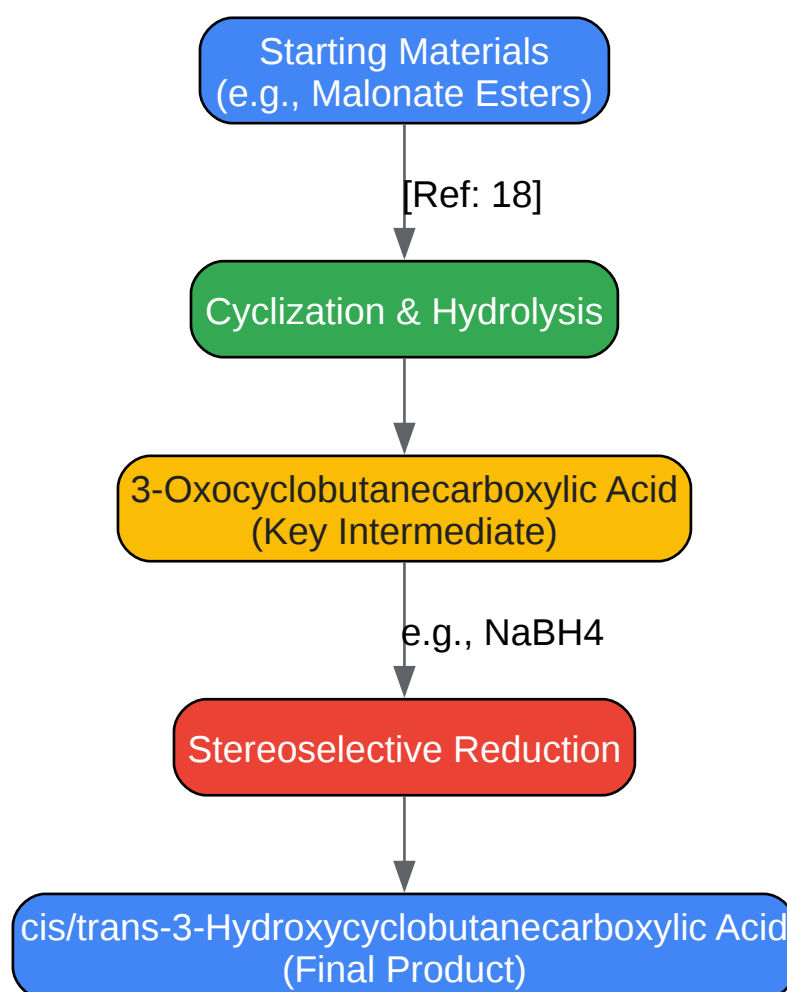 Starting Materials
(e.g., Malonate Esters)
[Ref: 18]
Cyclization & Hydrolysis
3-Oxocyclobutanecarboxylic Acid
(Key Intermediate)
e.g., NaBH4
Stereoselective Reduction
cis/trans-3-Hydroxycyclobutanecarboxylic Acid
(Final Product)